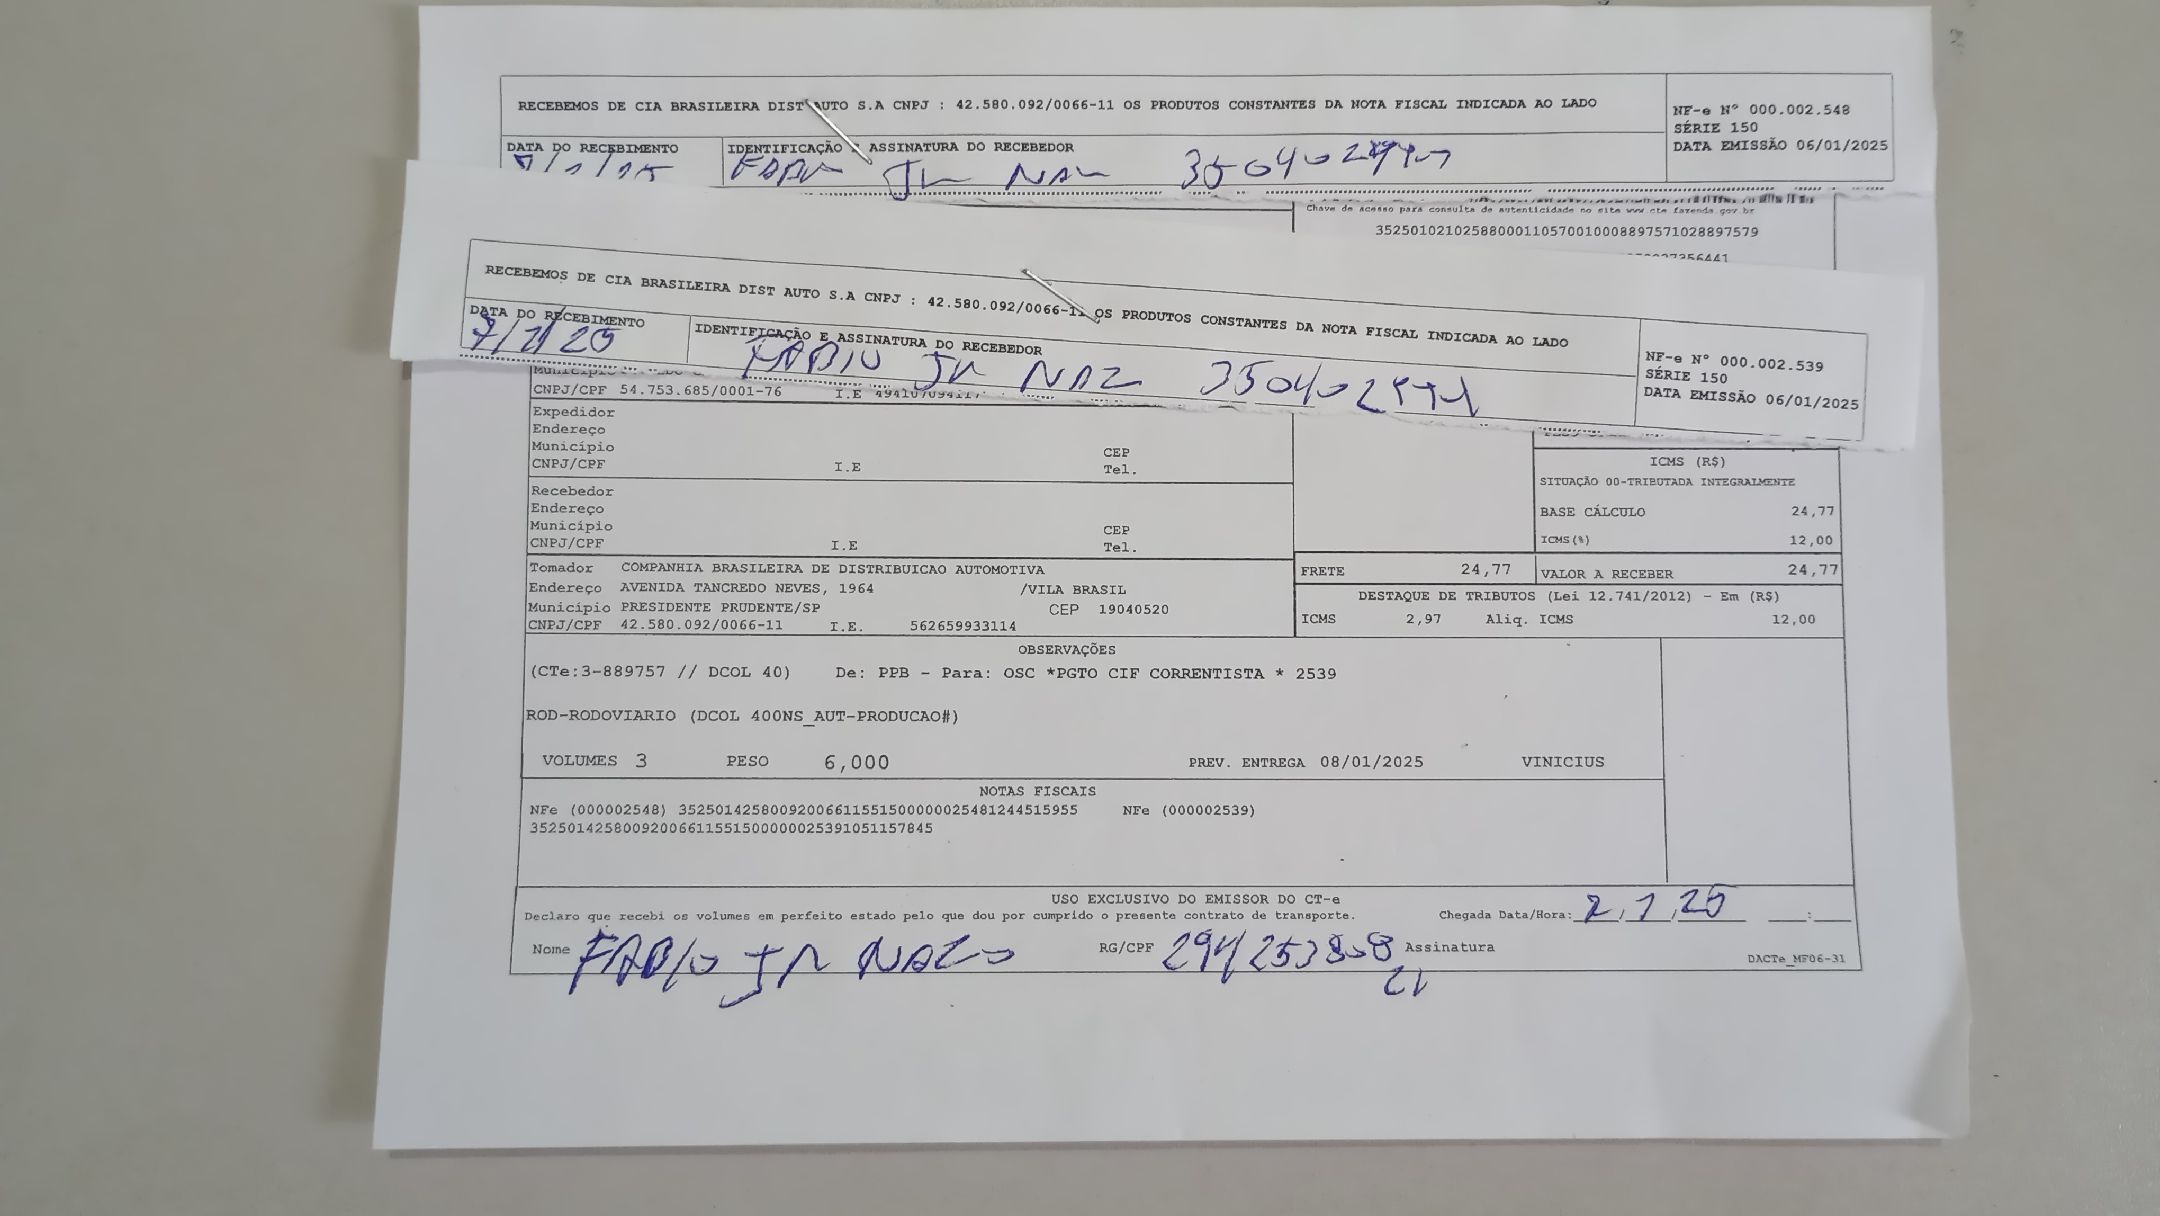 RECEBEMOS DE CIA BRASILEIRA DIST AUTO S.A CNPJ : 42.580.092/0066-11 OS PRODUTOS CONSTANTES DA NOTA FISCAL INDICADA AO LADO
NF-e Nº 000.002.548
SÉRIE 150
DATA EMISSÃO 06/01/2025
DATA DO RECEBIMENTO
IDENTIFICAÇÃO E ASSINATURA DO RECEBEDOR
Chave de acesso para consulta de autenticidade no site www cte fazenda gov br
35250102102588000110570010008897571028897579
RECEBEMOS DE CIA BRASILEIRA DIST AUTO S.A CNPJ : 42.580.092/0066-11 OS PRODUTOS CONSTANTES DA NOTA FISCAL INDICADA AO LADO
NF-e Nº 000.002.539
SÉRIE 150
DATA EMISSÃO 06/01/2025
DATA DO RECEBIMENTO
7/1/25
IDENTIFICAÇÃO E ASSINATURA DO RECEBEDOR
FABIO JR NAZ
CNPJ/CPF 54.753.685/0001-76 I.E
Expedidor
Endereço
Município CEP
CNPJ/CPF I.E Tel.
Recebedor
Endereço
Município CEP
CNPJ/CPF I.E Tel.
ICMS (R$)
SITUAÇÃO 00-TRIBUTADA INTEGRALMENTE
BASE CÁLCULO 24,77
ICMS(%) 12,00
Tomador COMPANHIA BRASILEIRA DE DISTRIBUICAO AUTOMOTIVA
Endereço AVENIDA TANCREDO NEVES, 1964 /VILA BRASIL
Município PRESIDENTE PRUDENTE/SP CEP 19040520
CNPJ/CPF 42.580.092/0066-11 I.E. 562659933114
FRETE 24,77 VALOR A RECEBER 24,77
DESTAQUE DE TRIBUTOS (Lei 12.741/2012) - Em (R$)
ICMS 2,97 Aliq. ICMS 12,00
OBSERVAÇÕES
(CTe:3-889757 // DCOL 40) De: PPB - Para: OSC *PGTO CIF CORRENTISTA * 2539
ROD-RODOVIARIO (DCOL 400NS_AUT-PRODUCAO#)
VOLUMES 3 PESO 6,000 PREV. ENTREGA 08/01/2025 VINICIUS
NOTAS FISCAIS
NFe (000002548) 35250142580092006611551500000025481244515955 NFe (000002539)
35250142580092006611551500000025391051157845
USO EXCLUSIVO DO EMISSOR DO CT-e
Declaro que recebi os volumes em perfeito estado pelo que dou por cumprido o presente contrato de transporte. Chegada Data/Hora:
Nome FABIO JR NAZO RG/CPF Assinatura
DACTe_MF06-31